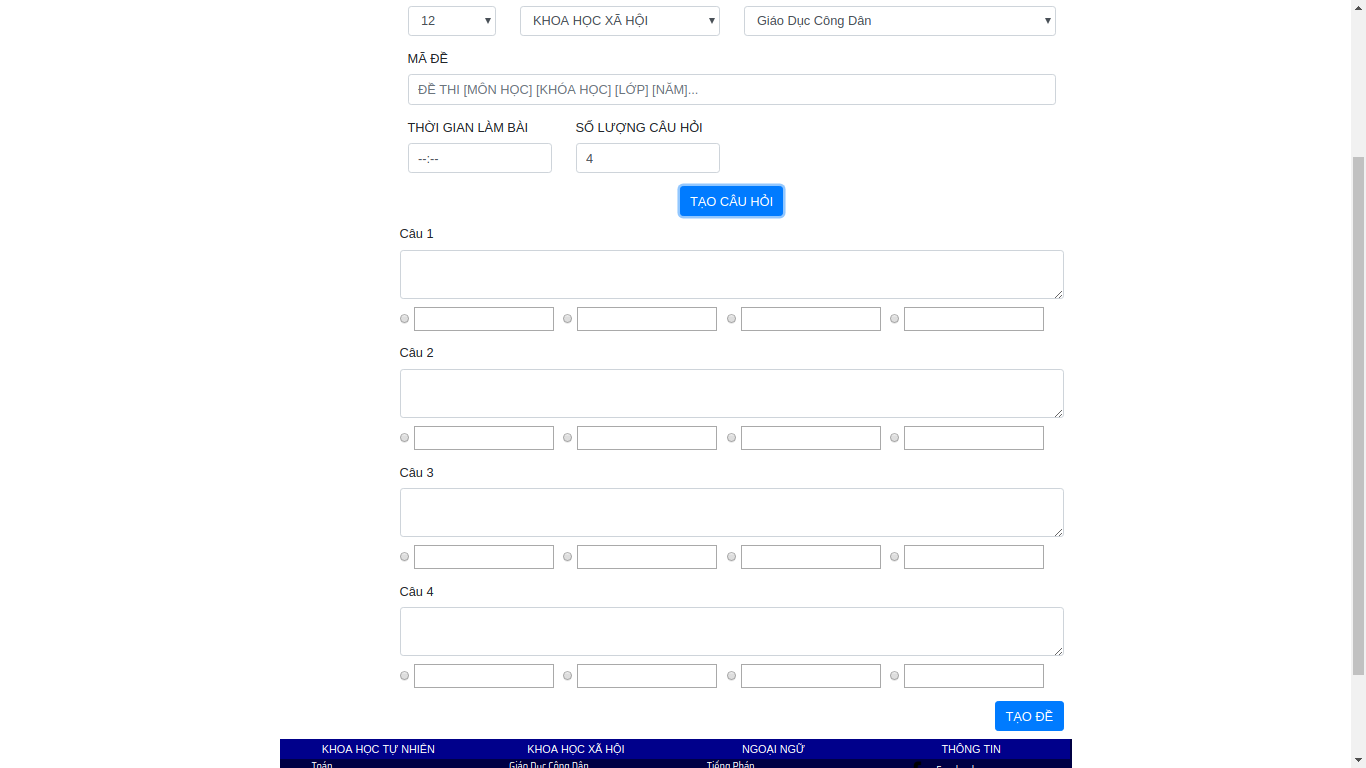 12 KHOA HỌC XÃ HỘI Giáo Dục Công Dân
MÃ ĐỀ
ĐỀ THI [MÔN HỌC] [KHÓA HỌC] [LỚP] [NĂM]...
THỜI GIAN LÀM BÀI SỐ LƯỢNG CÂU HỎI
--:-- 4
TẠO CÂU HỎI
Câu 1
Câu 2
Câu 3
Câu 4
TẠO ĐỀ
KHOA HỌC TỰ NHIÊN KHOA HỌC XÃ HỘI NGOẠI NGỮ THÔNG TIN
Toán Giáo Dục Công Dân Tiếng Pháp